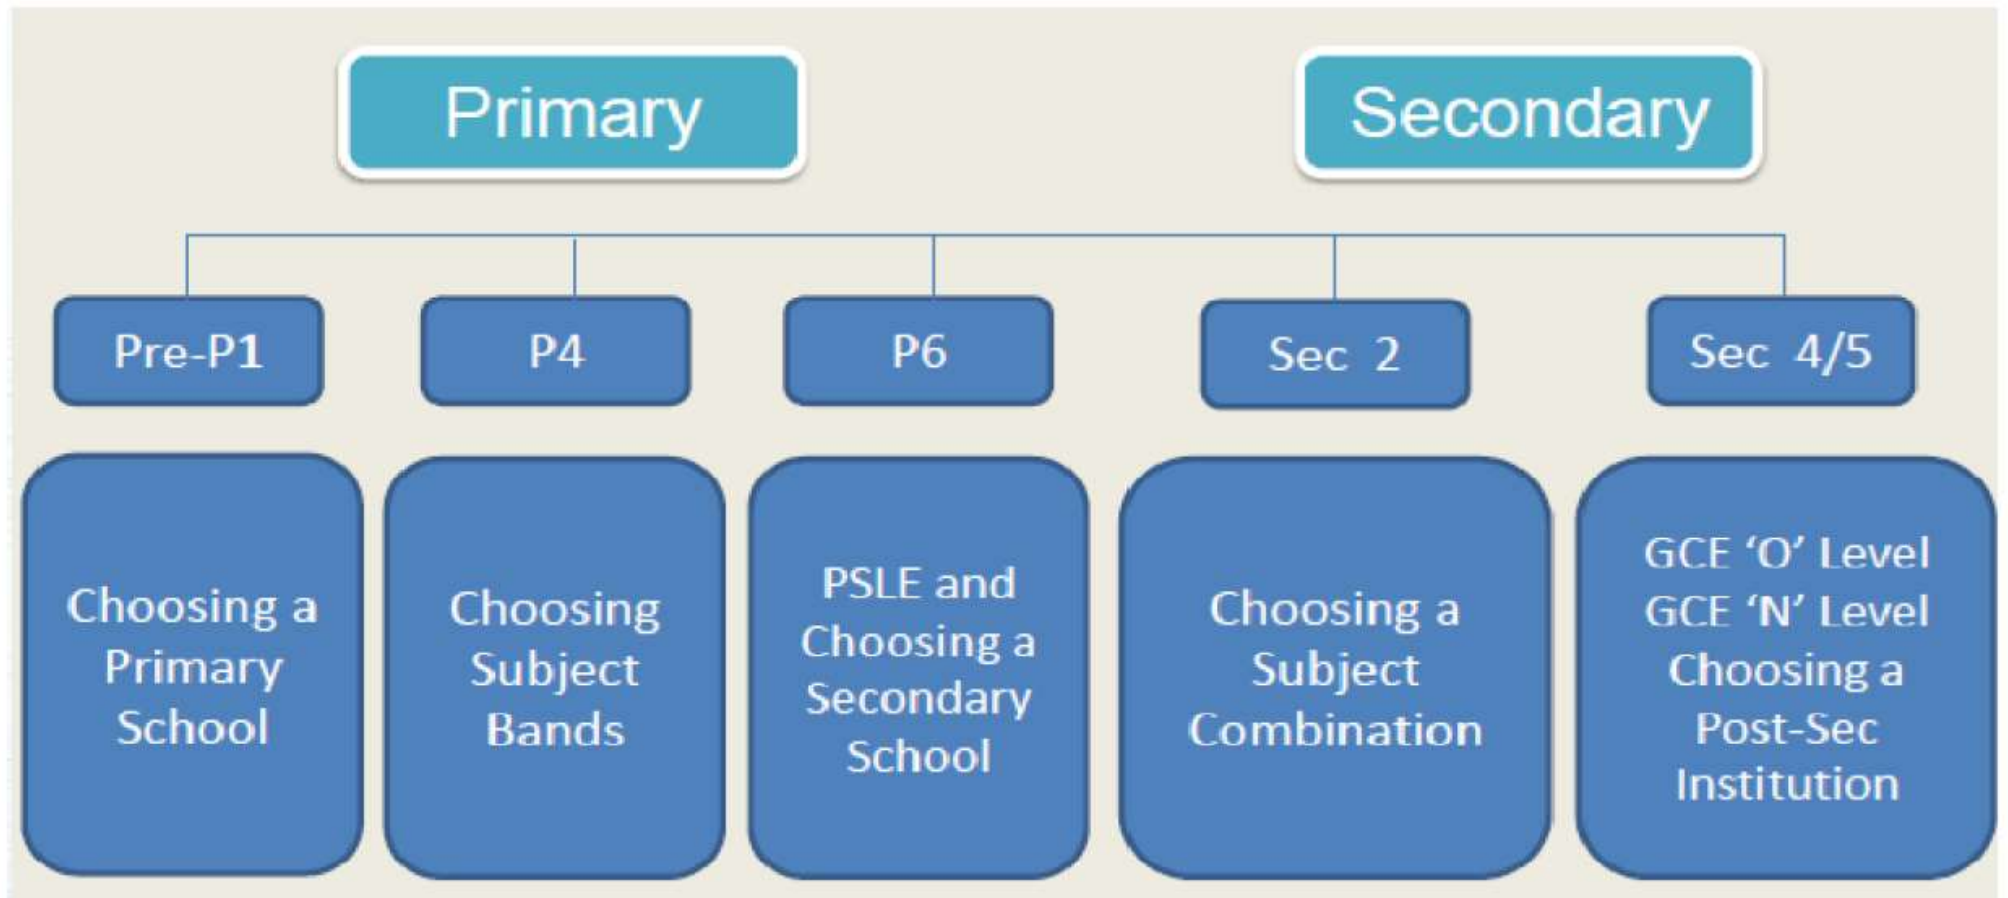 Primary
Secondary
Pre-P1
P4
P6
Sec 2
Sec 4/5
Choosing a
Primary
School
Choosing
Subject
Bands
PSLE and
Choosing a
Secondary
School
Choosing a
Subject
Combination
GCE ‘O’ Level
GCE ‘N’ Level
Choosing a
Post-Sec
Institution